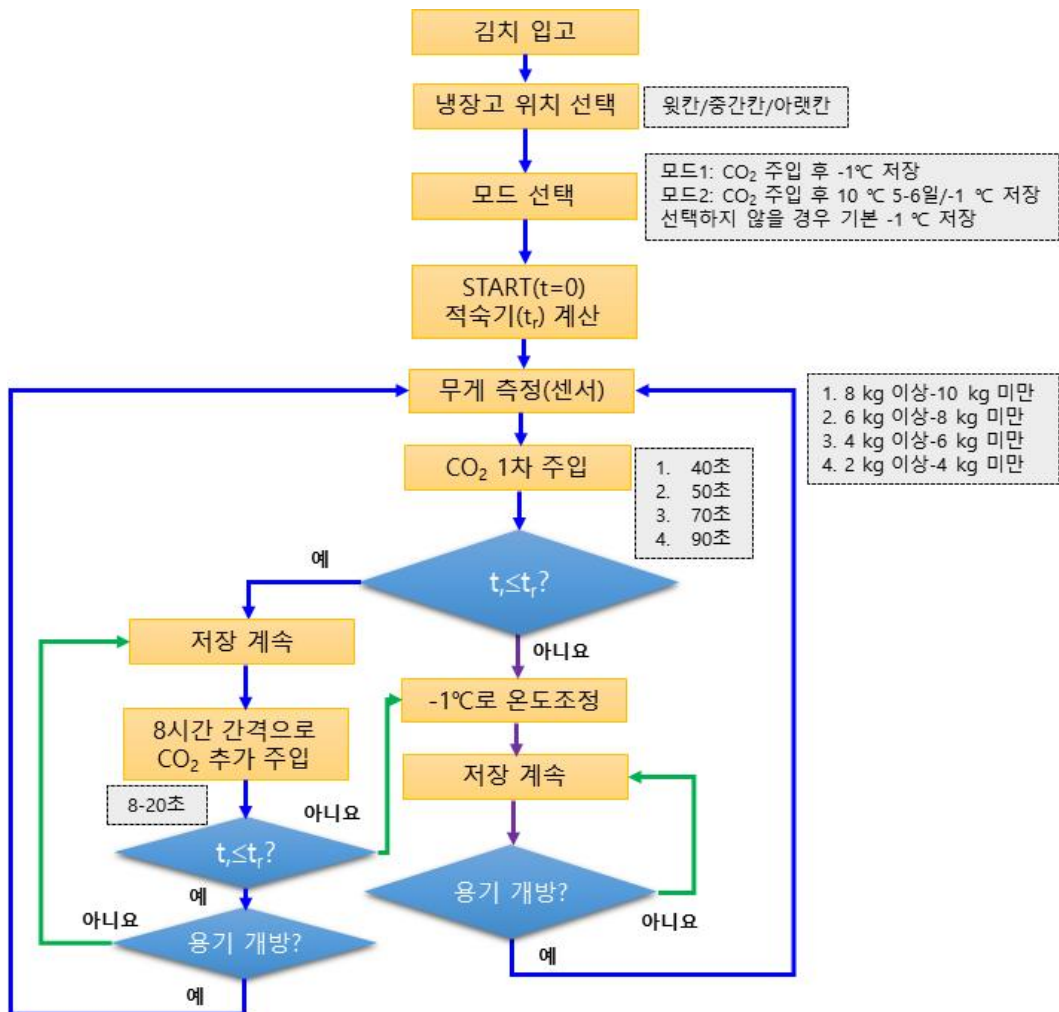 김치 입고
냉장고 위치 선택
윗칸/중간칸/아랫칸
모드 선택
모드1: CO₂ 주입 후 -1℃ 저장
모드2: CO₂ 주입 후 10 ℃ 5-6일/-1 ℃ 저장
선택하지 않을 경우 기본 -1 ℃ 저장
START(t=0)
적숙기(tᵣ) 계산
무게 측정(센서)
1. 8 kg 이상-10 kg 미만
2. 6 kg 이상-8 kg 미만
3. 4 kg 이상-6 kg 미만
4. 2 kg 이상-4 kg 미만
CO₂ 1차 주입
1. 40초
2. 50초
3. 70초
4. 90초
예
t,≤tᵣ?
아니요
저장 계속
-1℃로 온도조정
8시간 간격으로
CO₂ 추가 주입
저장 계속
8-20초
아니요
t,≤tᵣ?
예
용기 개방?
아니요
아니요
용기 개방?
예
예